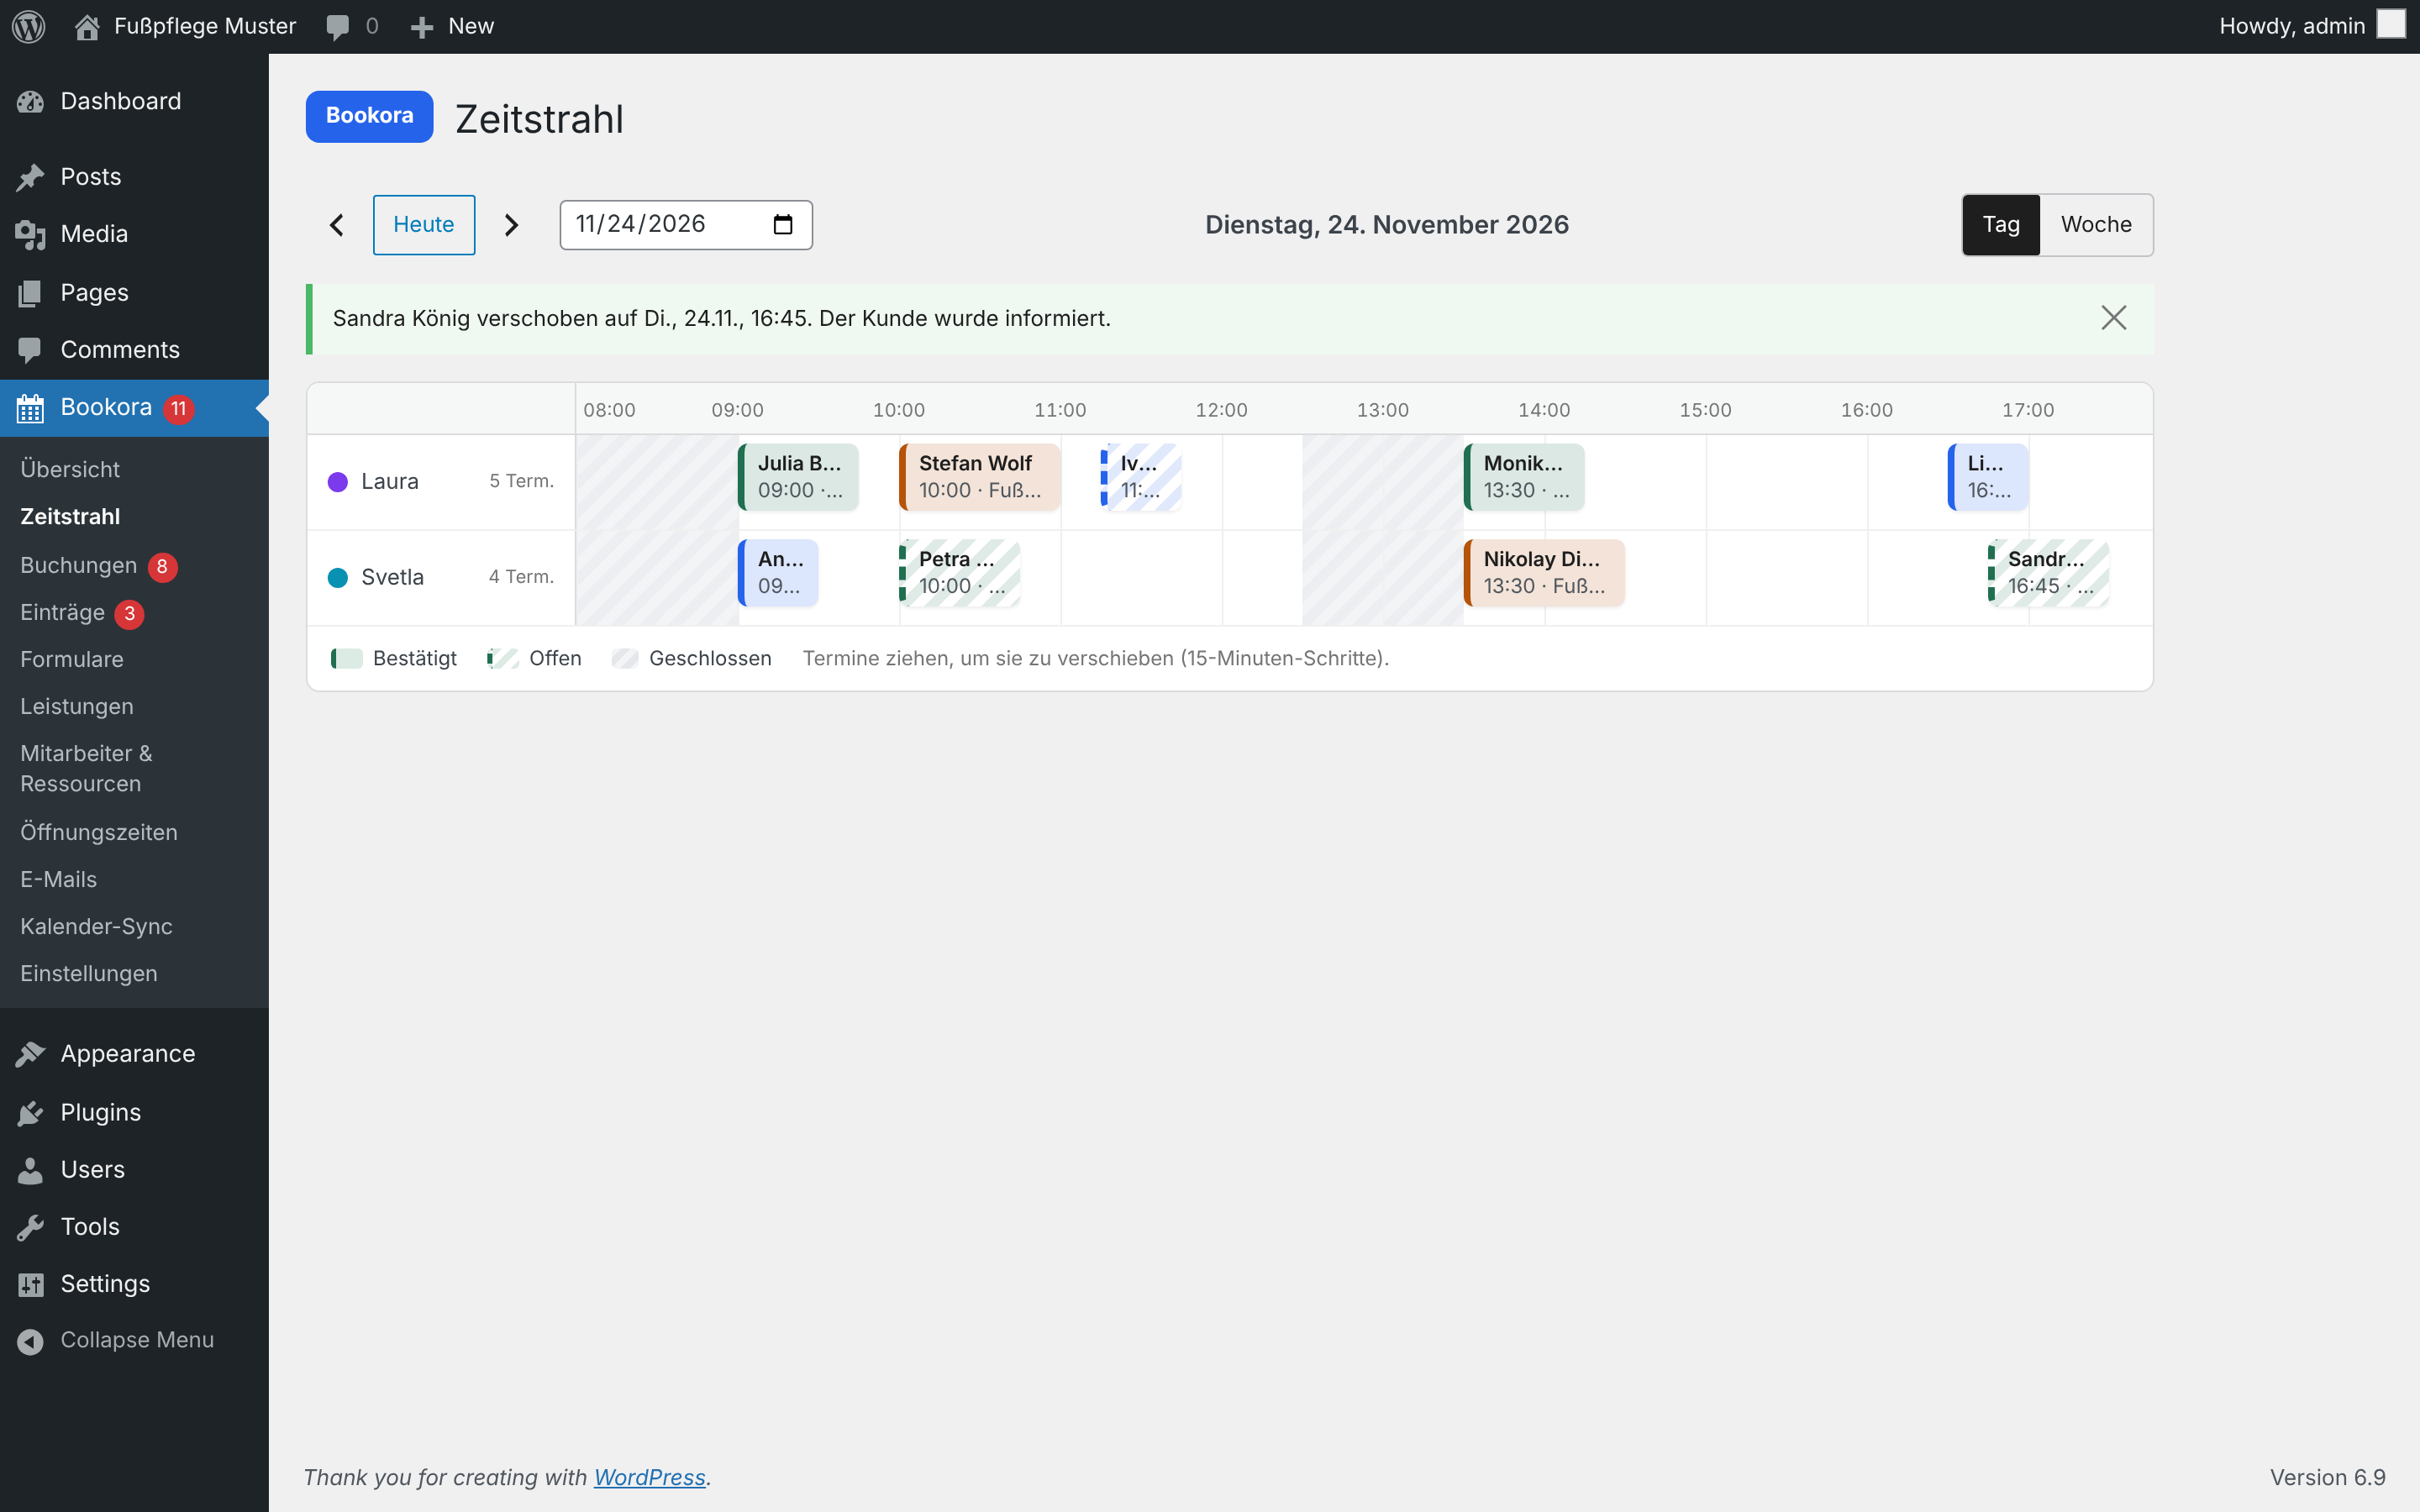 Fußpflege Muster
0
New
Howdy, admin
Dashboard
Posts
Media
Pages
Comments
Bookora 11
Übersicht
Zeitstrahl
Buchungen 8
Einträge 3
Formulare
Leistungen
Mitarbeiter &
Ressourcen
Öffnungszeiten
E-Mails
Kalender-Sync
Einstellungen
Appearance
Plugins
Users
Tools
Settings
Collapse Menu
Bookora Zeitstrahl
Heute
11/24/2026
Dienstag, 24. November 2026
Tag Woche
Sandra König verschoben auf Di., 24.11., 16:45. Der Kunde wurde informiert.
08:00 09:00 10:00 11:00 12:00 13:00 14:00 15:00 16:00 17:00
Laura 5 Term.
Julia B...
09:00 ·...
Stefan Wolf
10:00 · Fuß...
Iv...
11:...
Monik...
13:30 · ...
Li...
16:...
Svetla 4 Term.
An...
09...
Petra ...
10:00 · ...
Nikolay Di...
13:30 · Fuß...
Sandr...
16:45 · ...
Bestätigt Offen Geschlossen Termine ziehen, um sie zu verschieben (15-Minuten-Schritte).
Thank you for creating with WordPress.
Version 6.9